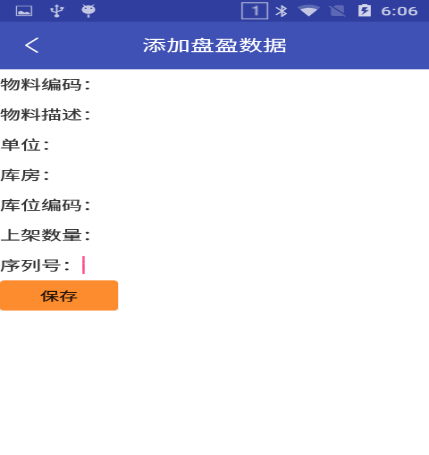 1 6:06
添加盘盈数据
物料编码：
物料描述：
单位：
库房：
库位编码：
上架数量：
序列号：
保存